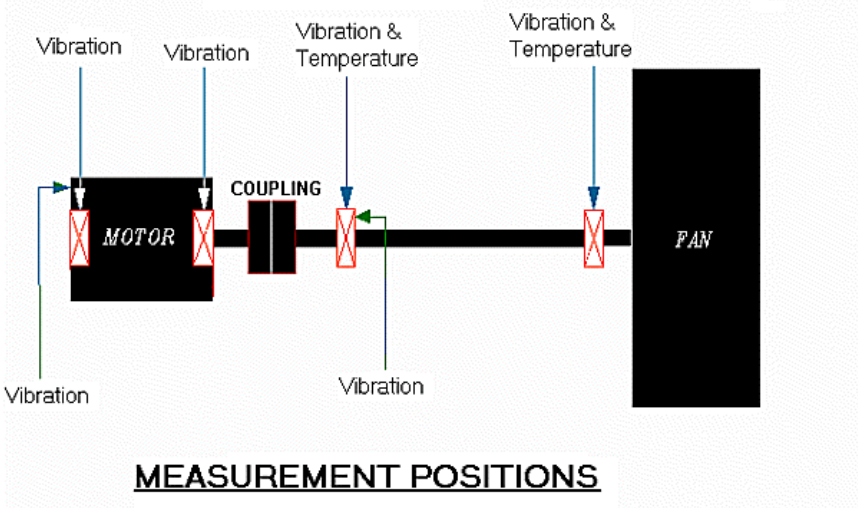 Vibration
Vibration
Vibration &
Temperature
Vibration &
Temperature
COUPLING
MOTOR
FAN
Vibration
Vibration
MEASUREMENT POSITIONS